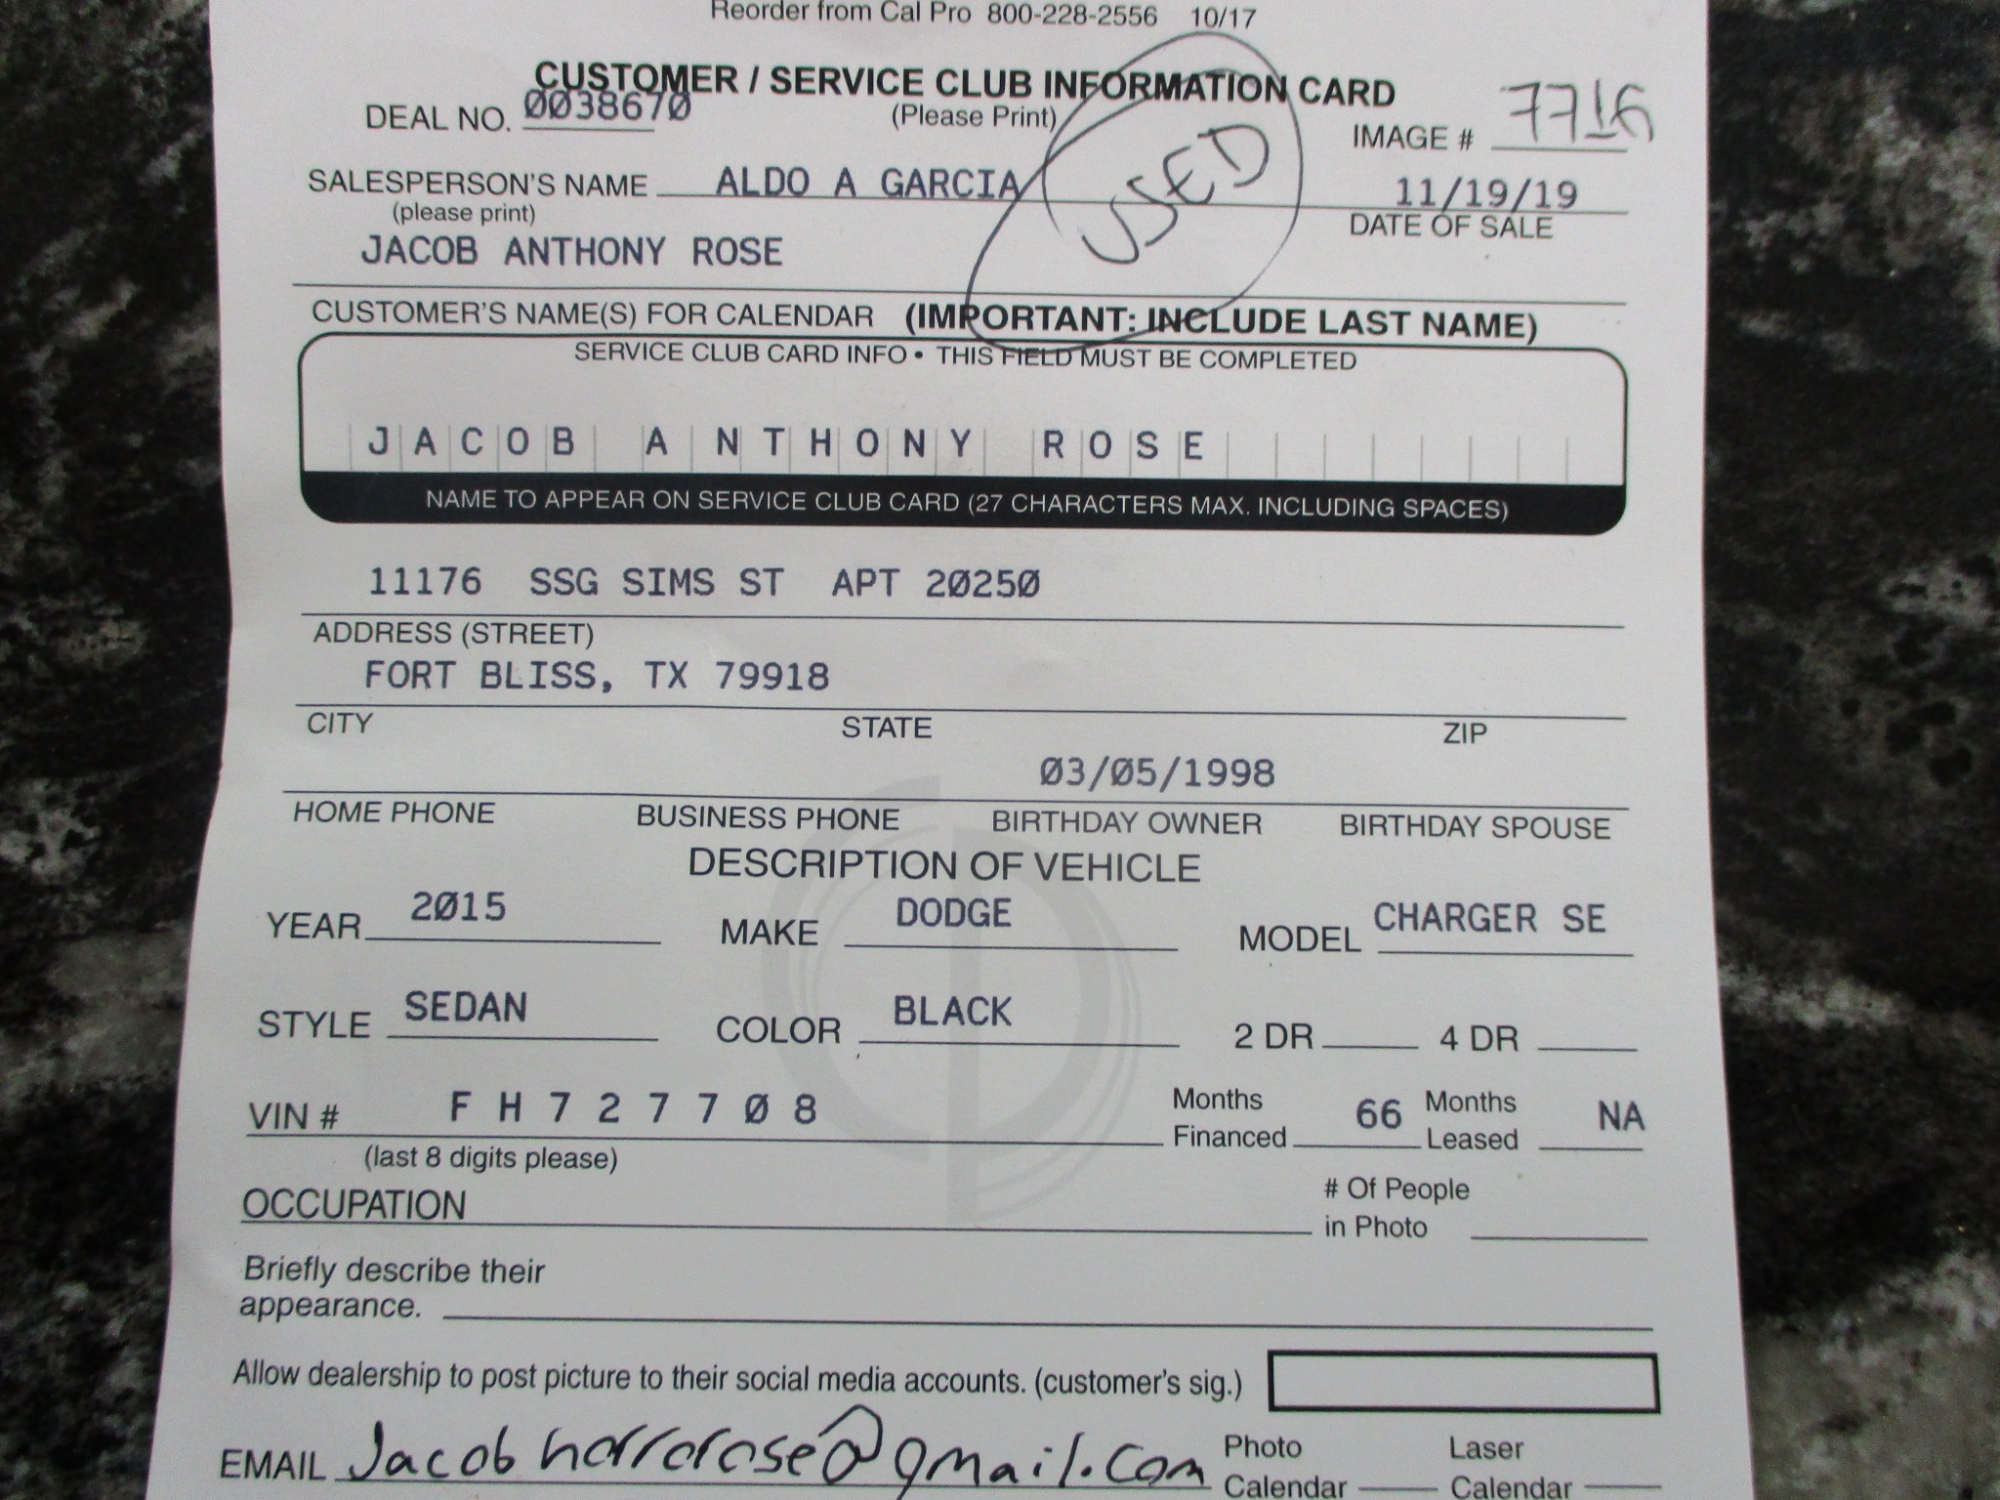 Reorder from Cal Pro 800-228-2556 10/17
CUSTOMER / SERVICE CLUB INFORMATION CARD
DEAL NO. 0038670 (Please Print)
IMAGE # 7716
USED
SALESPERSON'S NAME ALDO A GARCIA 11/19/19
(please print) DATE OF SALE
JACOB ANTHONY ROSE
CUSTOMER'S NAME(S) FOR CALENDAR (IMPORTANT: INCLUDE LAST NAME)
SERVICE CLUB CARD INFO • THIS FIELD MUST BE COMPLETED
JACOB ANTHONY ROSE
NAME TO APPEAR ON SERVICE CLUB CARD (27 CHARACTERS MAX. INCLUDING SPACES)
11176 SSG SIMS ST APT 20250
ADDRESS (STREET)
FORT BLISS, TX 79918
CITY STATE ZIP
03/05/1998
HOME PHONE BUSINESS PHONE BIRTHDAY OWNER BIRTHDAY SPOUSE
DESCRIPTION OF VEHICLE
YEAR 2015 MAKE DODGE MODEL CHARGER SE
STYLE SEDAN COLOR BLACK 2 DR 4 DR
VIN # F H 7 2 7 7 0 8 Months Financed 66 Months Leased NA
(last 8 digits please)
OCCUPATION # Of People in Photo
Briefly describe their
appearance.
Allow dealership to post picture to their social media accounts. (customer's sig.)
EMAIL @gmail.com Photo Calendar Laser Calendar